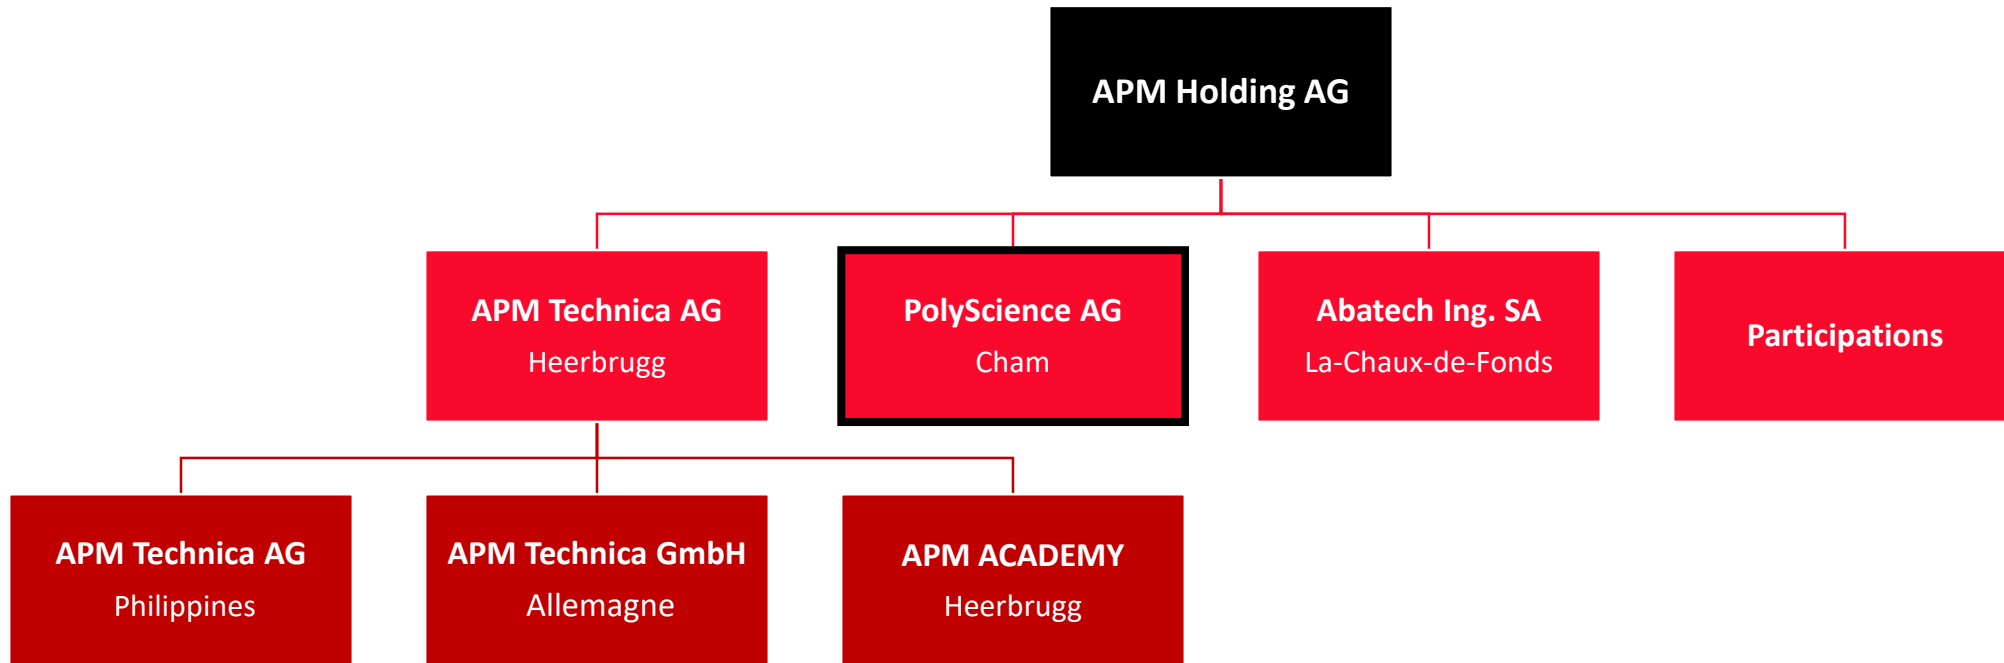 APM Holding AG
APM Technica AG
Heerbrugg
PolyScience AG
Cham
Abatech Ing. SA
La-Chaux-de-Fonds
Participations
APM Technica AG
Philippines
APM Technica GmbH
Allemagne
APM ACADEMY
Heerbrugg